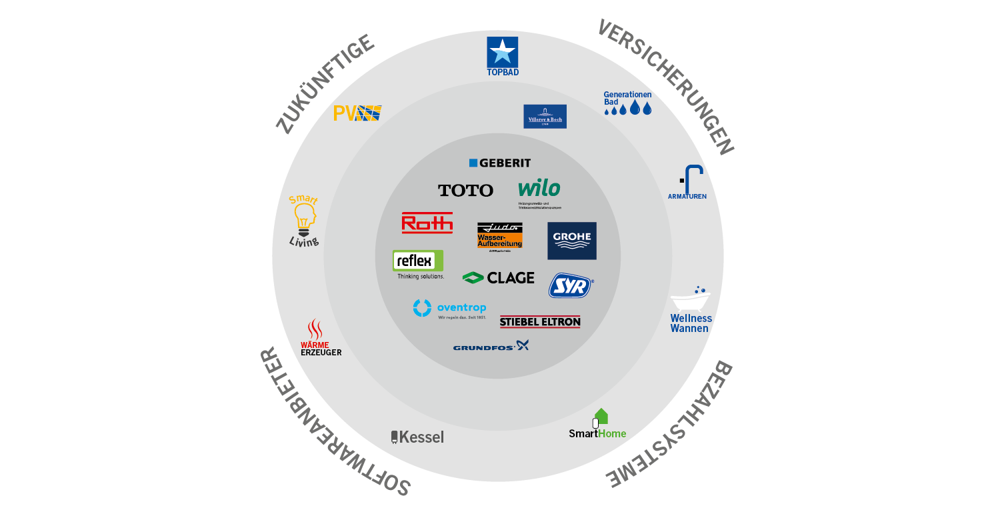 ZUKÜNFTIGE
VERSICHERUNGEN
TOPBAD
Generationen
Bad
PV
Villeroy & Boch
1748
GEBERIT
TOTO
wilo
ARMATUREN
Smart
Living
Roth
judo
Wasser-
Aufbereitung
GROHE
reflex
Thinking solutions.
CLAGE
SYR®
oventrop
Wir regeln das. Seit 1851.
STIEBEL ELTRON
Wellness
Wannen
WÄRME
ERZEUGER
GRUNDFOS
SmartHome
Kessel
SOFTWAREANBIETER
BEZAHLSYSTEME